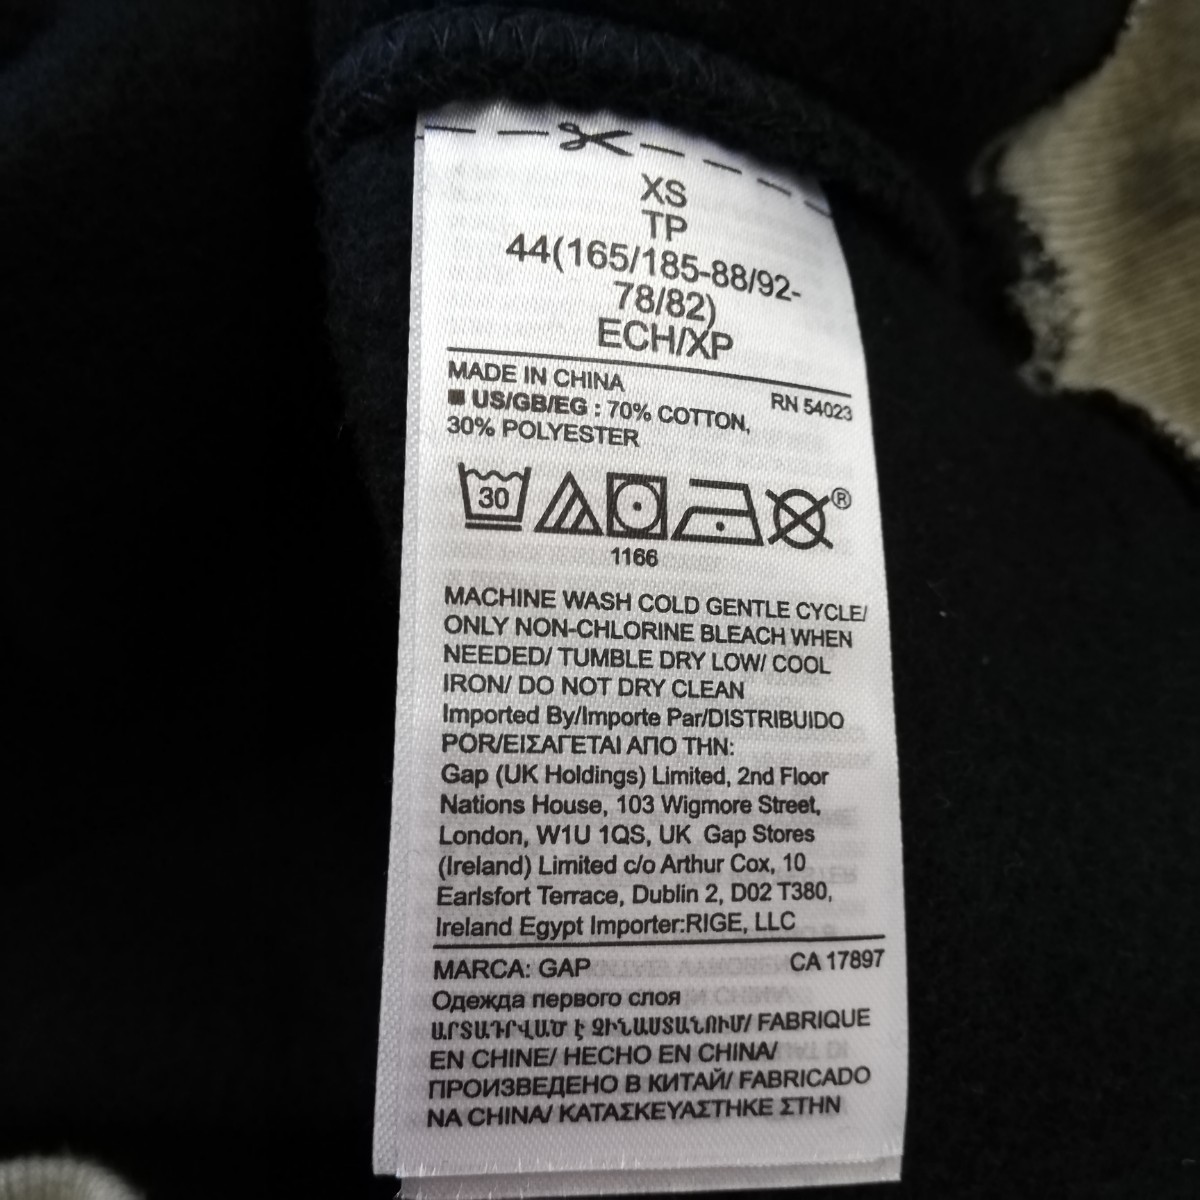 XS
TP
44(165/185-88/92-
78/82)
ECH/XP
MADE IN CHINA
RN 54023
■ US/GB/EG : 70% COTTON,
30% POLYESTER
30
®
1166
MACHINE WASH COLD GENTLE CYCLE/
ONLY NON-CHLORINE BLEACH WHEN
NEEDED/ TUMBLE DRY LOW/ COOL
IRON/ DO NOT DRY CLEAN
Imported By/Importe Par/DISTRIBUIDO
POR/ΕΙΣΑΓΕΤΑΙ ΑΠΟ ΤΗΝ:
Gap (UK Holdings) Limited, 2nd Floor
Nations House, 103 Wigmore Street,
London, W1U 1QS, UK Gap Stores
(Ireland) Limited c/o Arthur Cox, 10
Earlsfort Terrace, Dublin 2, D02 T380,
Ireland Egypt Importer:RIGE, LLC
MARCA: GAP
CA 17897
Одежда первого слоя
ԱՐՏԱԴՐՎԱԾ Է ՉԻՆԱՍՏԱՆՈՒՄ/ FABRIQUE
EN CHINE/ HECHO EN CHINA/
ПРОИЗВЕДЕНО В КИТАЙ/ FABRICADO
NA CHINA/ ΚΑΤΑΣΚΕΥΑΣΤΗΚΕ ΣΤΗΝ